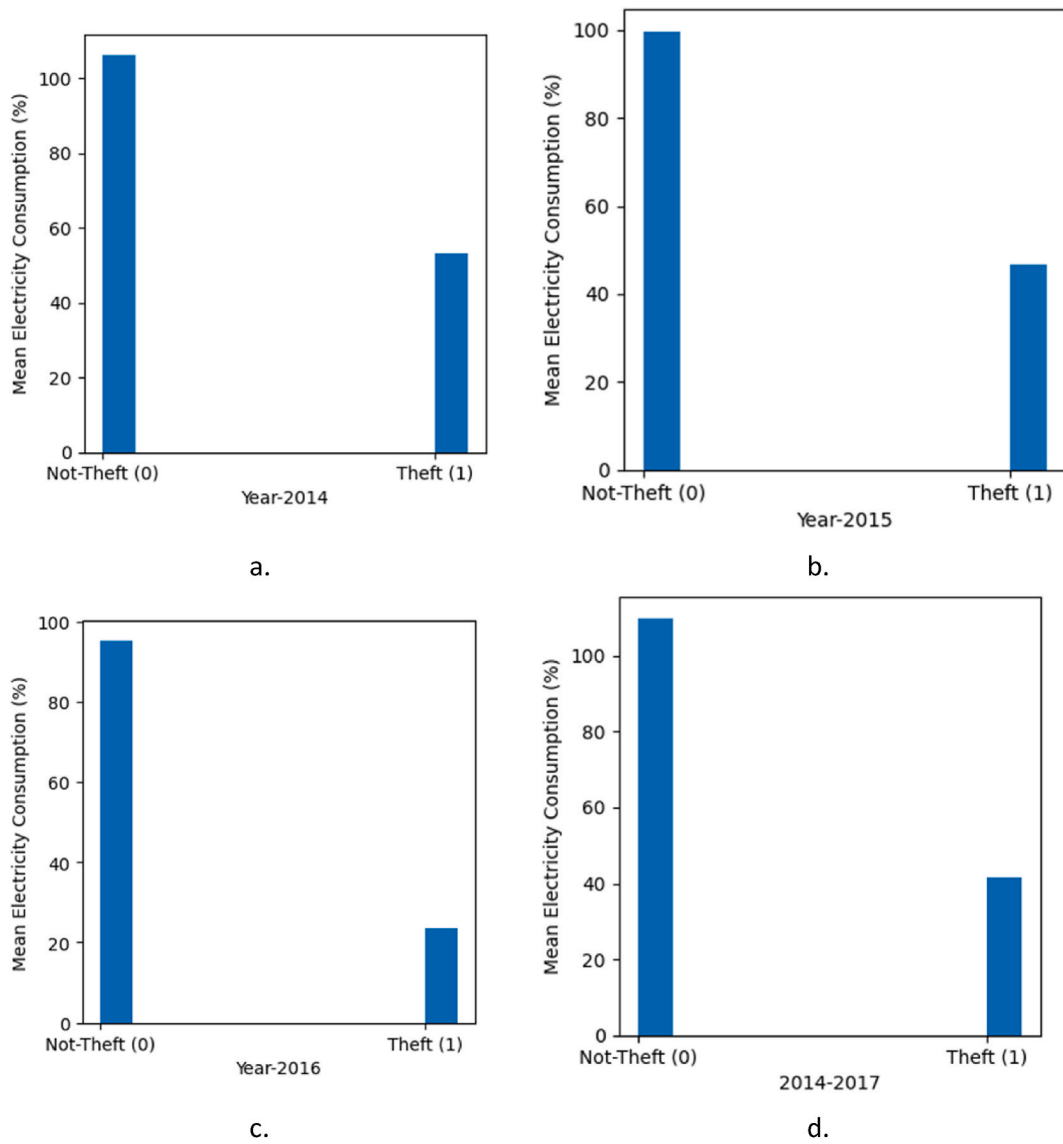 Mean Electricity Consumption (%)
100
80
60
40
20
0
Not-Theft (0)
Theft (1)
Year-2014
a.
Mean Electricity Consumption (%)
100
80
60
40
20
0
Not-Theft (0)
Theft (1)
Year-2015
b.
Mean Electricity Consumption (%)
100
80
60
40
20
0
Not-Theft (0)
Theft (1)
Year-2016
c.
Mean Electricity Consumption (%)
100
80
60
40
20
0
Not-Theft (0)
Theft (1)
2014-2017
d.